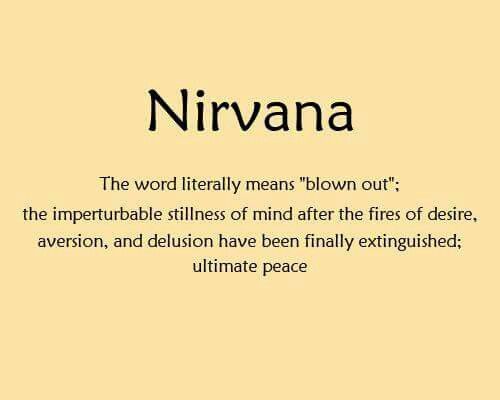 Nirvana
The word literally means "blown out";
the imperturbable stillness of mind after the fires of desire,
aversion, and delusion have been finally extinguished;
ultimate peace